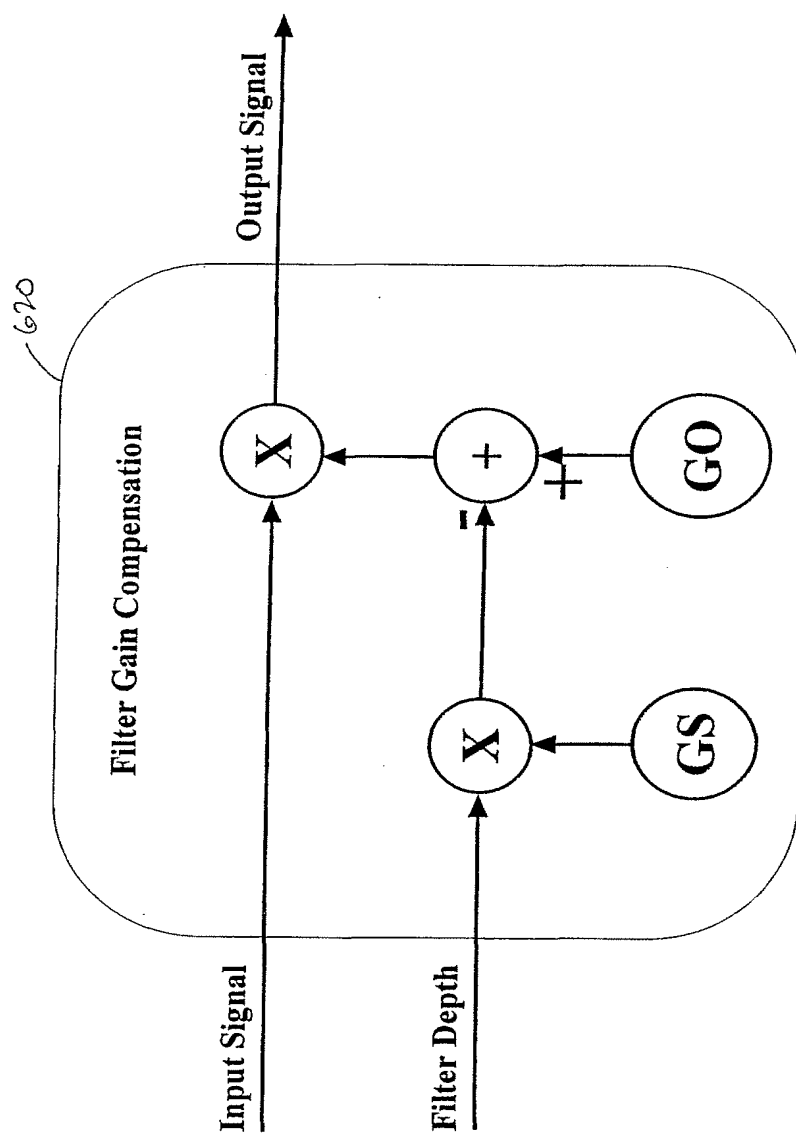 620
Filter Gain Compensation
Input Signal
X
Output Signal
Filter Depth
X
-
+
+
GS
GO